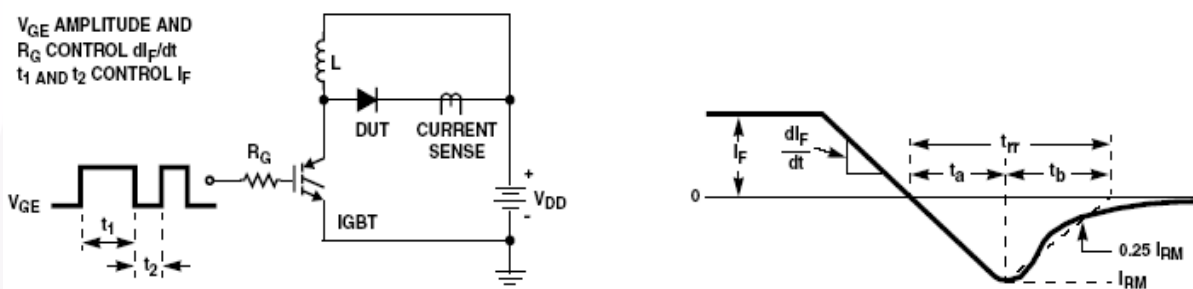 V_GE AMPLITUDE AND
R_G CONTROL dI_F/dt
t_1 AND t_2 CONTROL I_F
L
DUT
CURRENT
SENSE
R_G
V_GE
t_1
t_2
IGBT
+
V_DD
-
I_F
dI_F
dt
t_rr
t_a
t_b
0
0.25 I_RM
I_RM